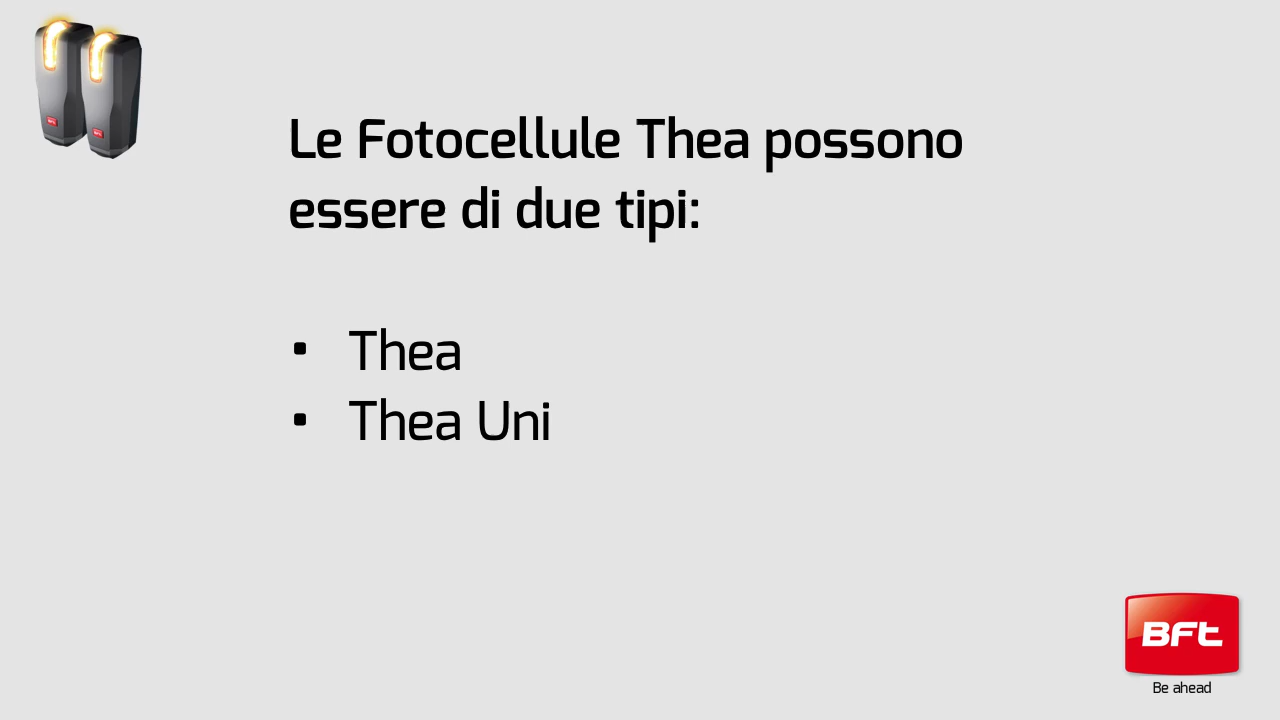 Le Fotocellule Thea possono
essere di due tipi:
▪ Thea
▪ Thea Uni
BFt
Be ahead